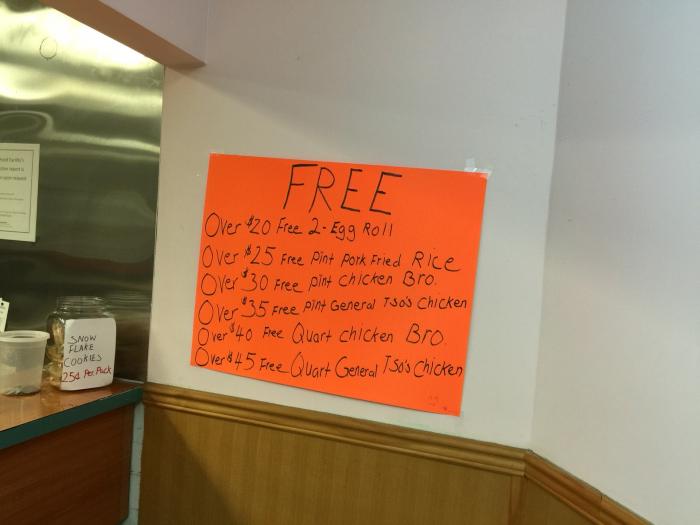 FREE
Over $20 Free 2-Egg Roll
Over $25 Free Pint Pork Fried Rice
Over $30 Free Pint Chicken Bro.
Over $35 Free Pint General Tso's Chicken
Over $40 Free Quart Chicken Bro.
Over $45 Free Quart General Tso's Chicken
SNOW
FLAKE
COOKIES
25¢ Per Pack